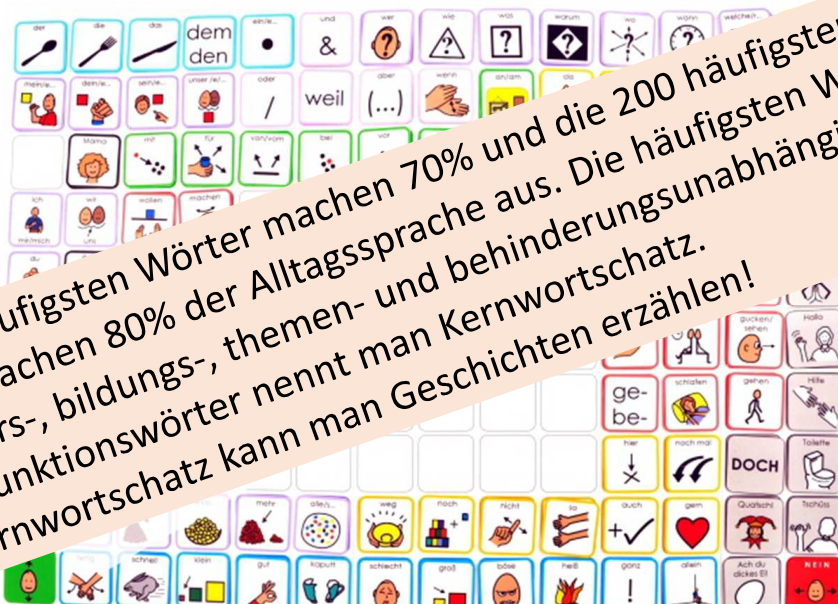 der die das dem den ein/e... und wer wie was warum wo wann welche/r...
&
mein/e... dein/e... sein/e... unser/e/... oder weil aber wenn an/am da
/ (...)
Mama mit für von/vom bei vor
ich wir wollen machen
mir/mich uns
du
ufigsten Wörter machen 70% und die 200 häufigste
achen 80% der Alltagssprache aus. Die häufigsten W
rs-, bildungs-, themen- und behinderungsunabhängi
unktionswörter nennt man Kernwortschatz.
rnwortschatz kann man Geschichten erzählen!
gucken/ sehen Hallo
ge- be- schlafen gehen Hilfe
hier noch mal DOCH Toilette
mehr alle/s... weg noch nicht so auch gern Quatsch! Tschüss
schnell klein gut kaputt schlecht groß böse heiß ganz allein Ach du dickes Ei! NEIN
!